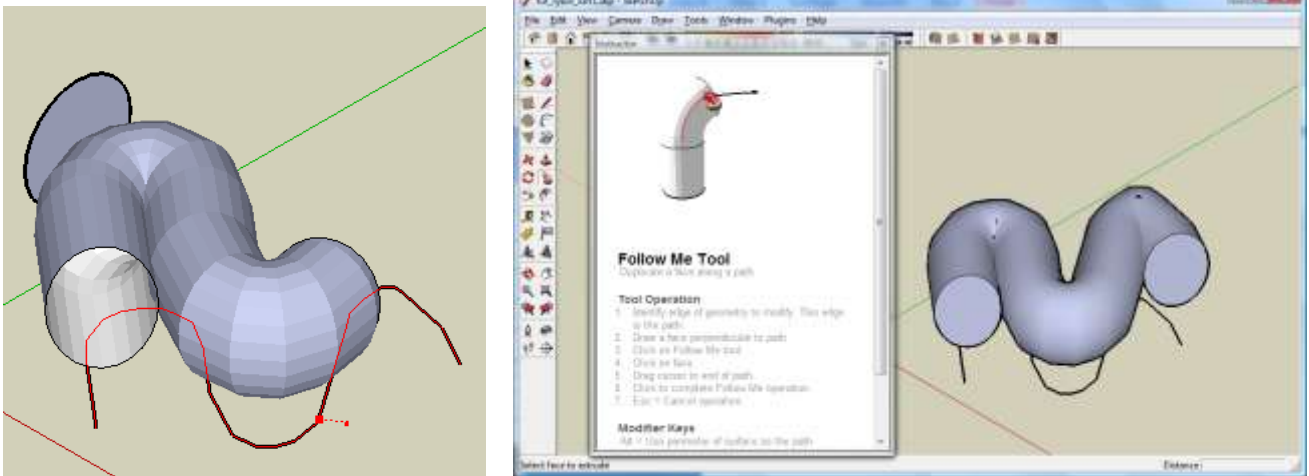 File Edit View Camera Draw Tools Window Plugins Help
Instructor
Follow Me Tool
Duplicate a face along a path
Tool Operation
1. Identify edge of geometry to modify. This edge
is the path.
2. Draw a face perpendicular to path
3. Click on Follow Me tool
4. Click on face
5. Drag cursor to end of path
6. Click to complete Follow Me operation
7. Esc = Cancel operation
Modifier Keys
Alt = Use perimeter of surface as the path
Select face to extrude
Distance